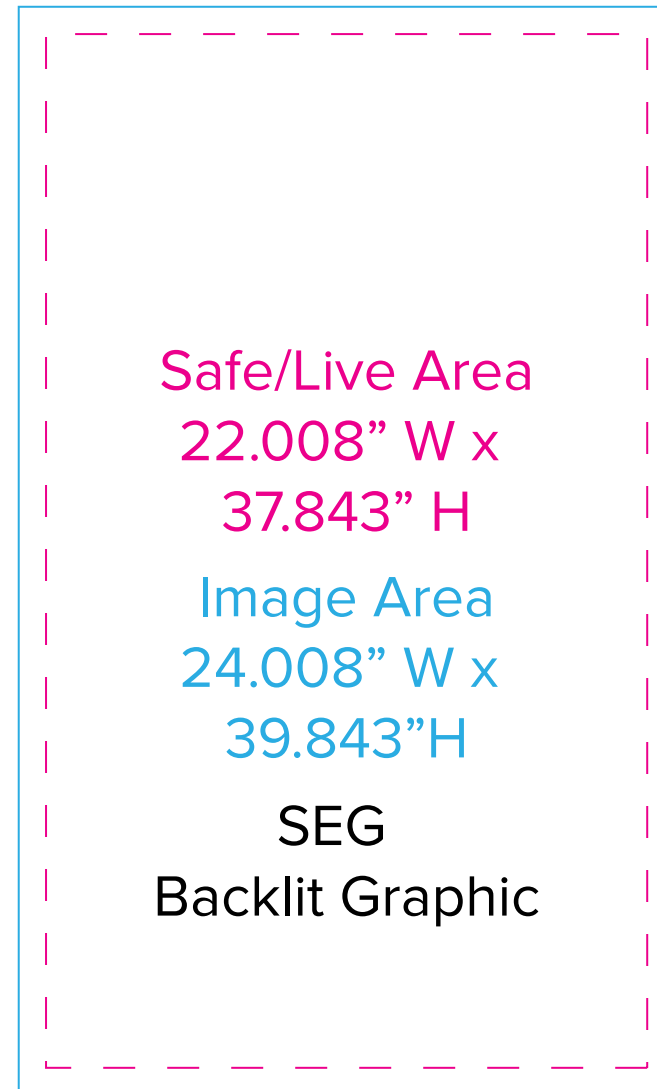 Safe/Live Area
22.008” W x
37.843” H
Image Area
24.008” W x
39.843”H
SEG
Backlit Graphic